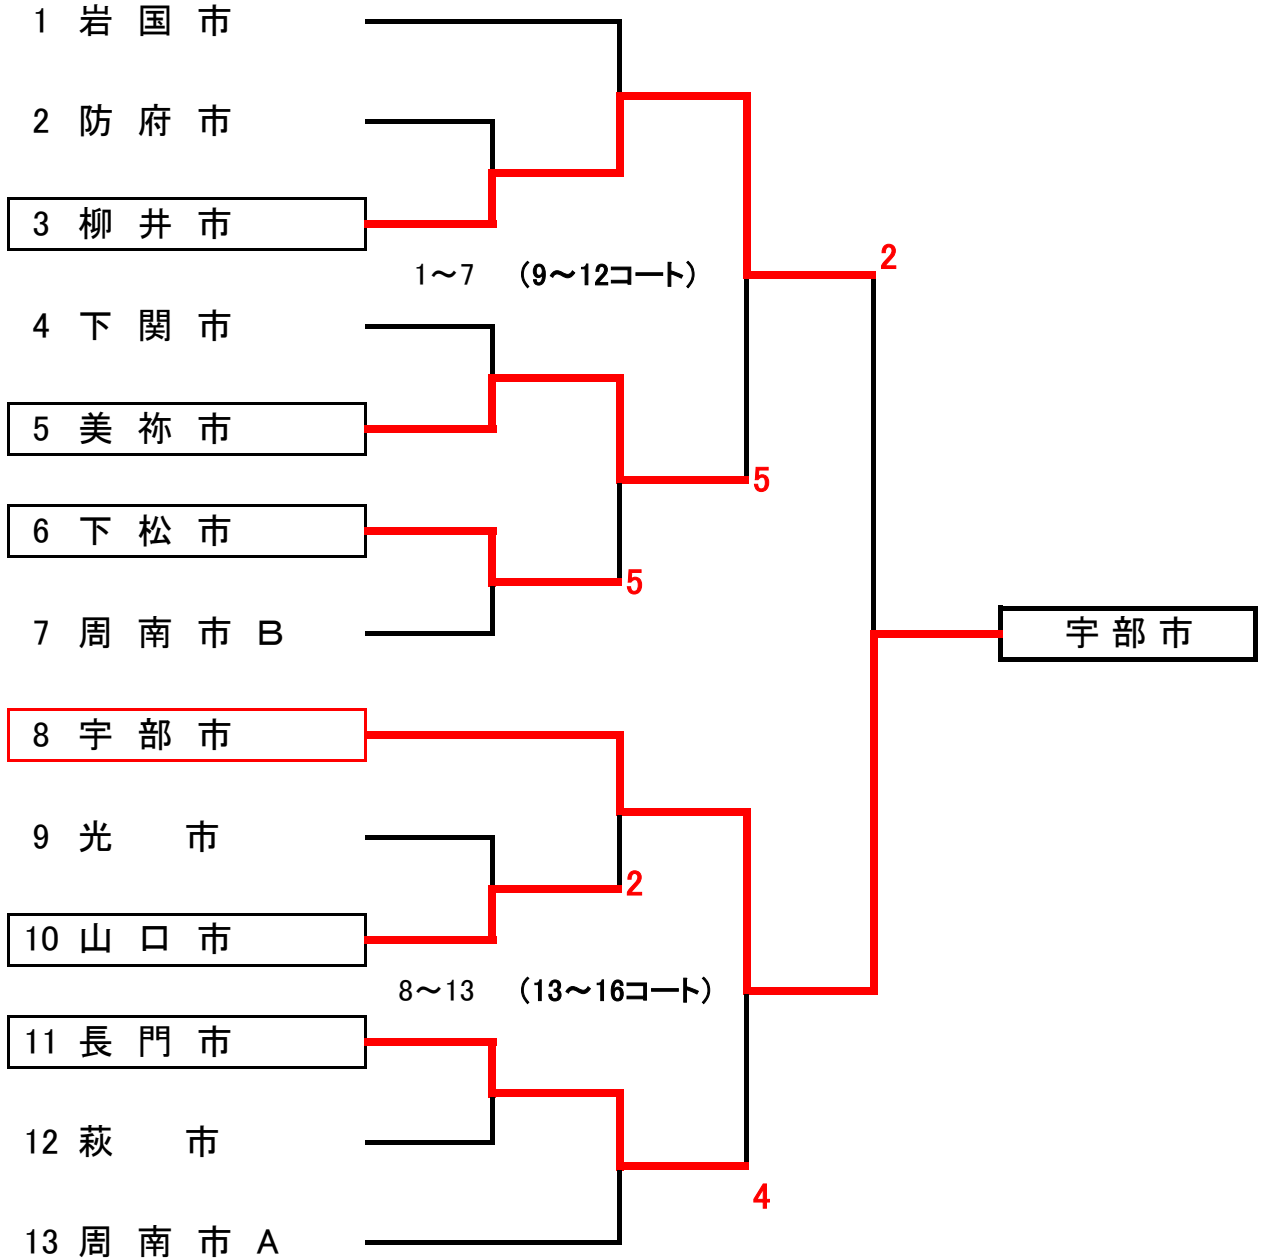 1 岩国市
2 防府市
3 柳井市
1～7 （9～12コート）
2
4 下関市
5 美祢市
5
6 下松市
5
7 周南市B
宇部市
8 宇部市
9 光市
2
10 山口市
8～13 （13～16コート）
11 長門市
12 萩市
4
13 周南市A